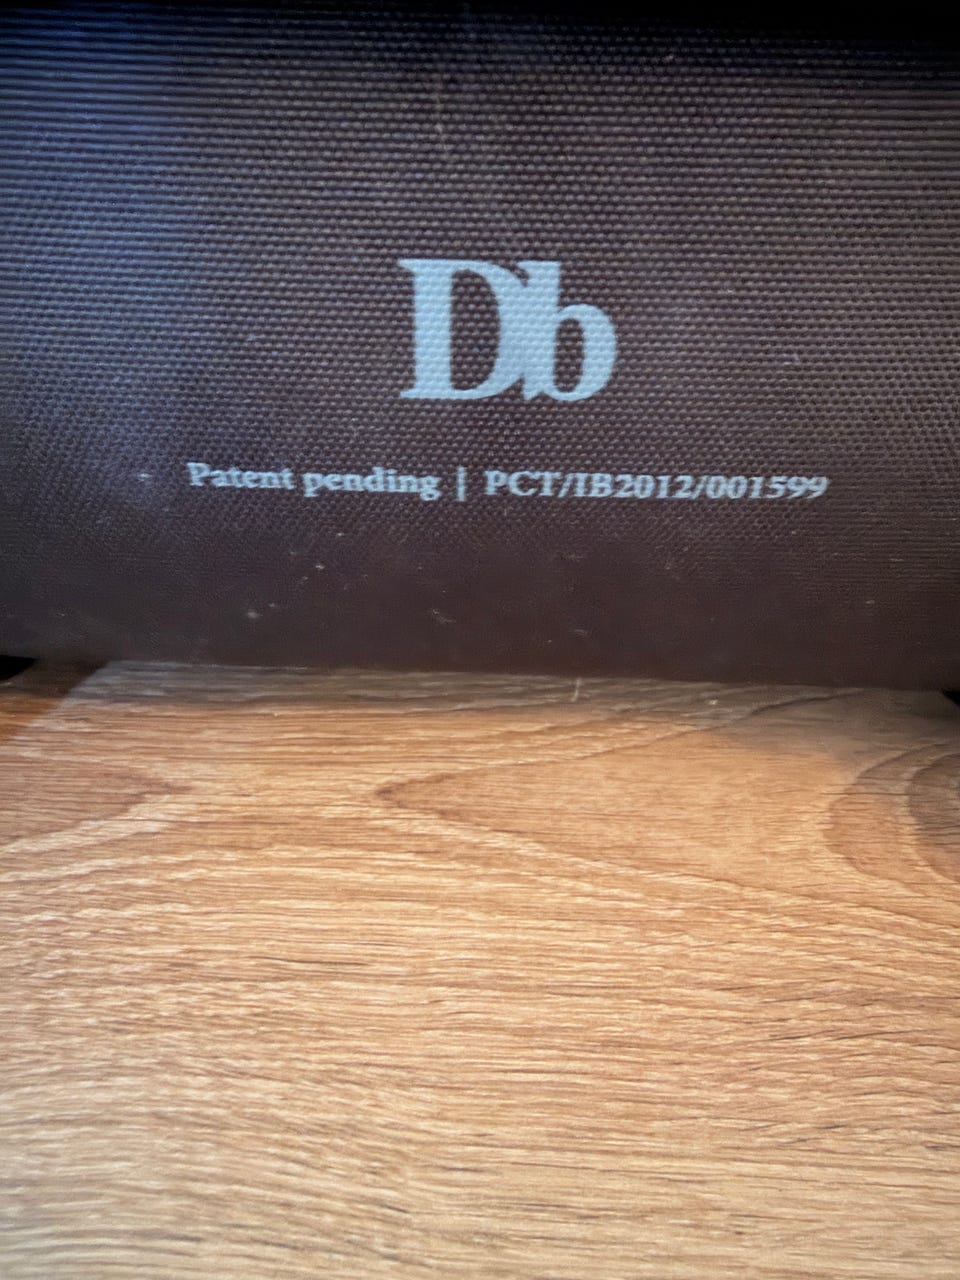 Db
Patent pending | PCT/IB2012/001599